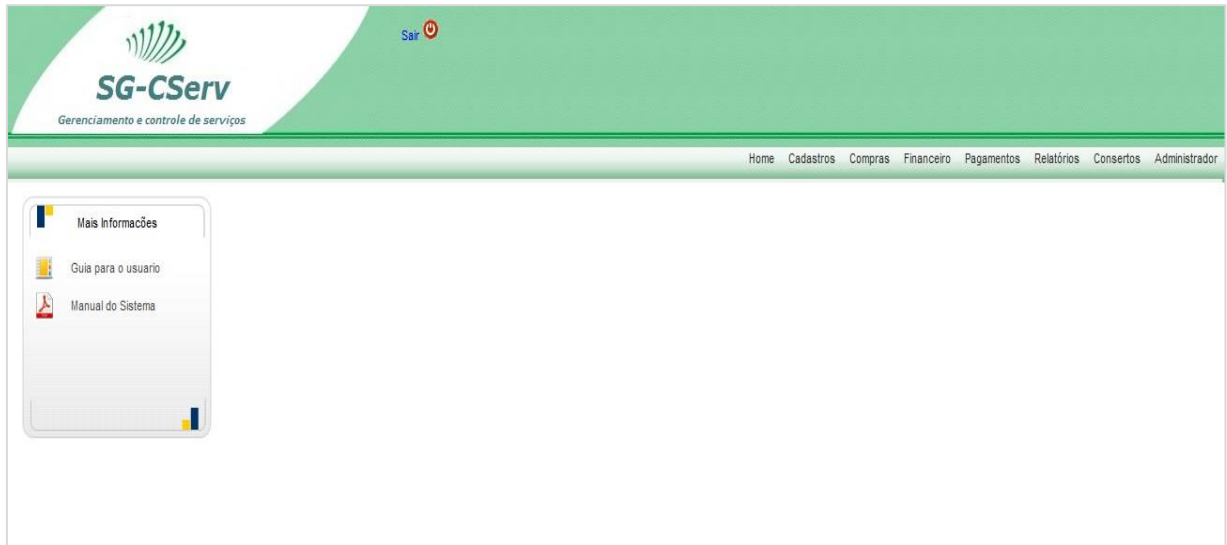 Sair
SG-CServ
Gerenciamento e controle de serviços
Home Cadastros Compras Financeiro Pagamentos Relatórios Consertos Administrador
Mais Informacões
Guia para o usuario
Manual do Sistema